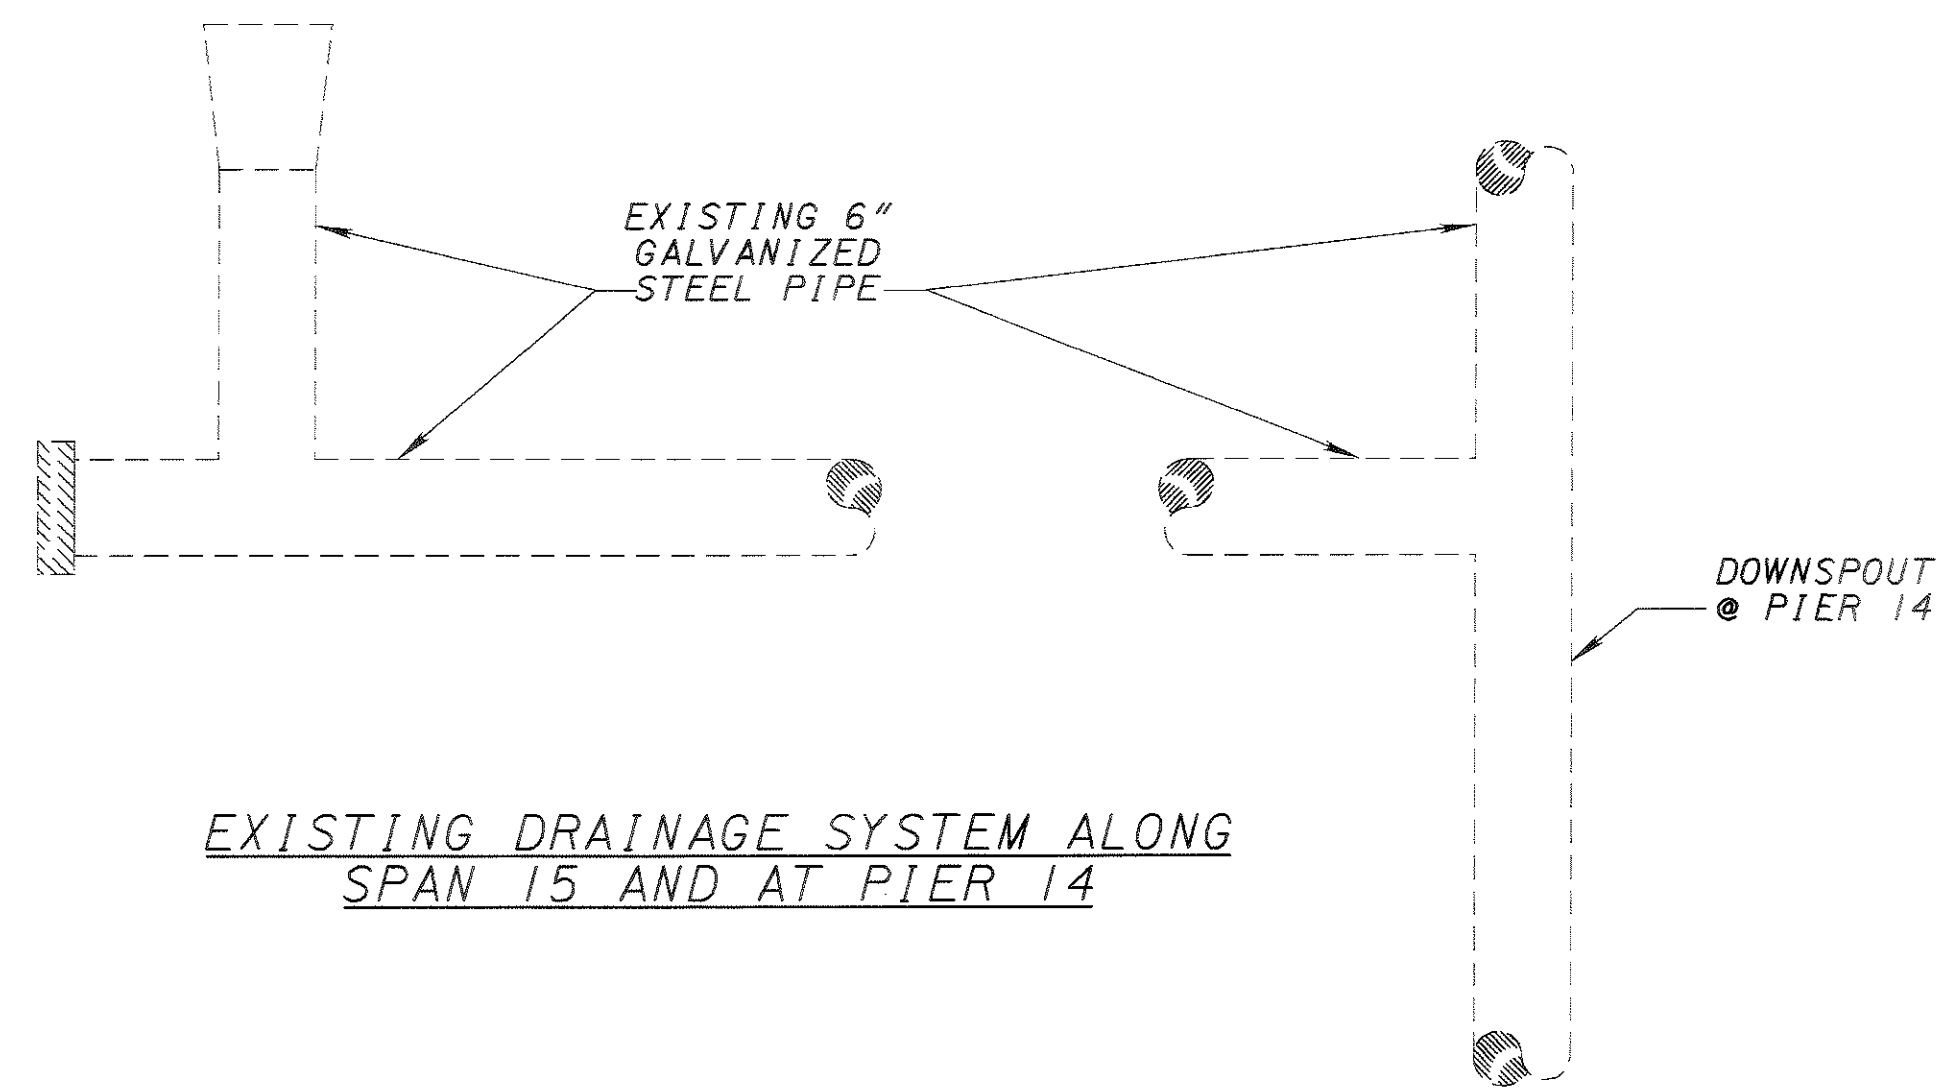 EXISTING 6"
GALVANIZED
STEEL PIPE
DOWNSPOUT
@ PIER 14
EXISTING DRAINAGE SYSTEM ALONG
SPAN 15 AND AT PIER 14